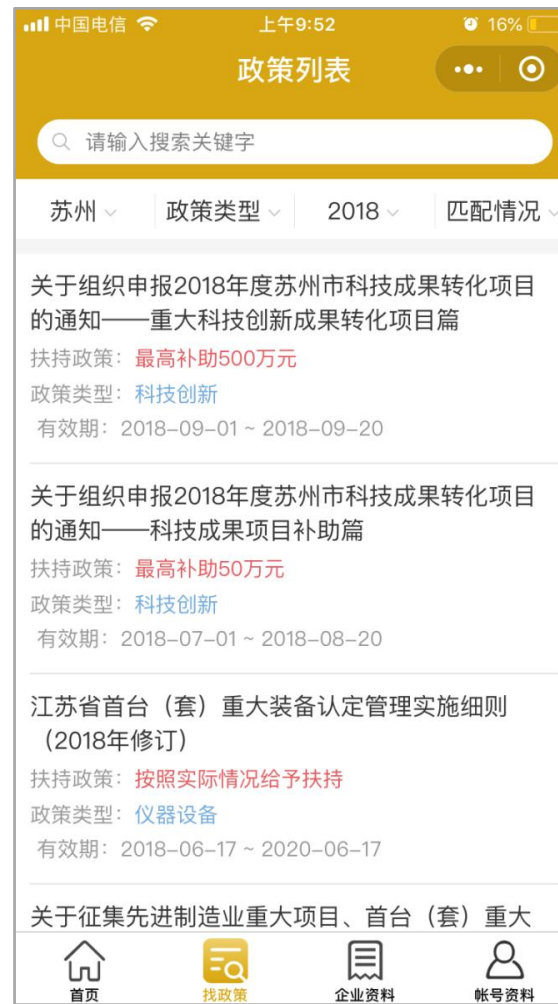 中国电信 上午9:52 16%
政策列表
请输入搜索关键字
苏州 政策类型 2018 匹配情况
关于组织申报2018年度苏州市科技成果转化项目
的通知——重大科技创新成果转化项目篇
扶持政策：最高补助500万元
政策类型：科技创新
有效期：2018-09-01 ~ 2018-09-20
关于组织申报2018年度苏州市科技成果转化项目
的通知——科技成果项目补助篇
扶持政策：最高补助50万元
政策类型：科技创新
有效期：2018-07-01 ~ 2018-08-20
江苏省首台（套）重大装备认定管理实施细则
（2018年修订）
扶持政策：按照实际情况给予扶持
政策类型：仪器设备
有效期：2018-06-17 ~ 2020-06-17
关于征集先进制造业重大项目、首台（套）重大
首页 找政策 企业资料 帐号资料